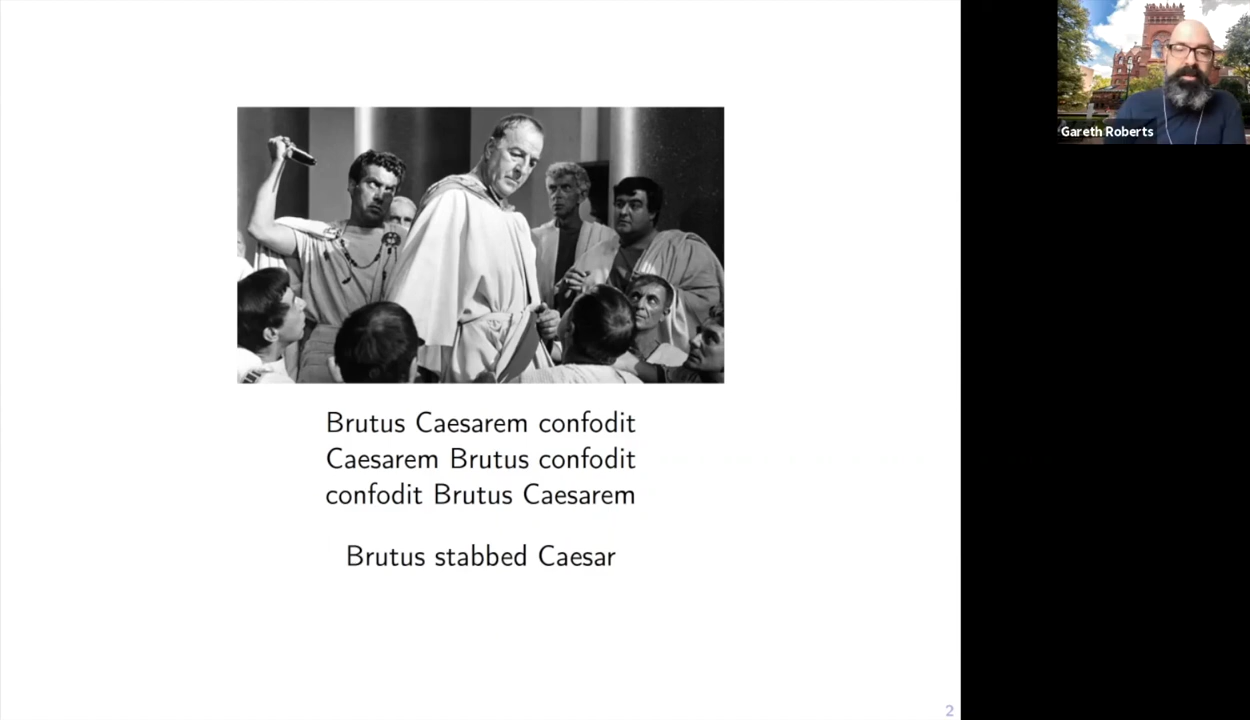 Gareth Roberts
Brutus Caesarem confodit
Caesarem Brutus confodit
confodit Brutus Caesarem
Brutus stabbed Caesar
2